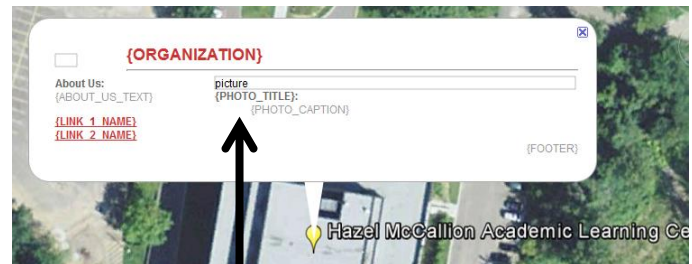 {ORGANIZATION}
About Us:
{ABOUT_US_TEXT}
{LINK_1_NAME}
{LINK_2_NAME}
picture
{PHOTO_TITLE}:
{PHOTO_CAPTION}
{FOOTER}
Hazel McCallion Academic Learning Ce